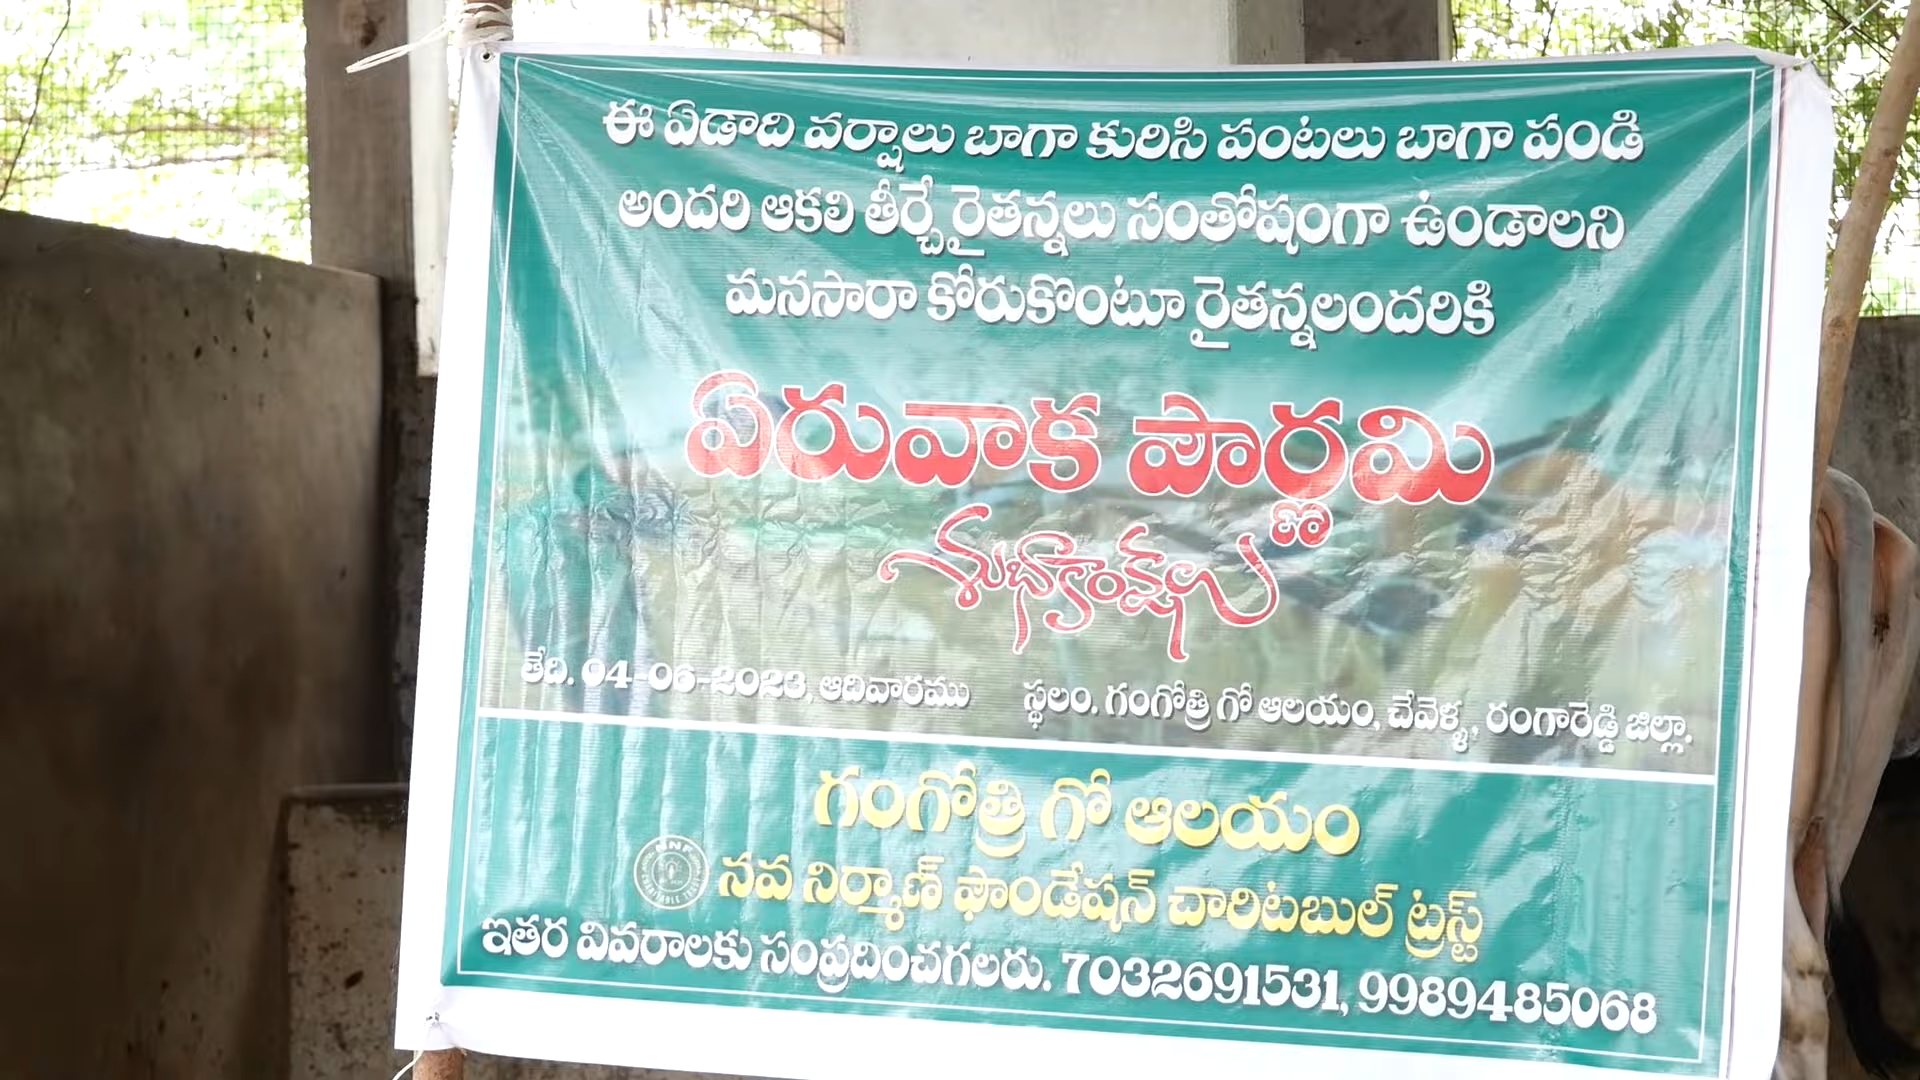 ఈ ఏడాది వర్షాలు బాగా కురిసి పంటలు బాగా పండి
అందరి ఆకలి తీర్చే రైతన్నలు సంతోషంగా ఉండాలని
మనసారా కోరుకొంటూ రైతన్నలందరికి
ఏరువాక పౌర్ణమి
శుభాకాంక్షలు
తేది. 04-06-2023, ఆదివారము స్థలం. గంగోత్రి గో ఆలయం, చేవెళ్ళ, రంగారెడ్డి జిల్లా.
గంగోత్రి గో ఆలయం
NNF
నవ నిర్మాణ్ ఫౌండేషన్ చారిటబుల్ ట్రస్ట్
ఇతర వివరాలకు సంప్రదించగలరు. 7032691531, 9989485068